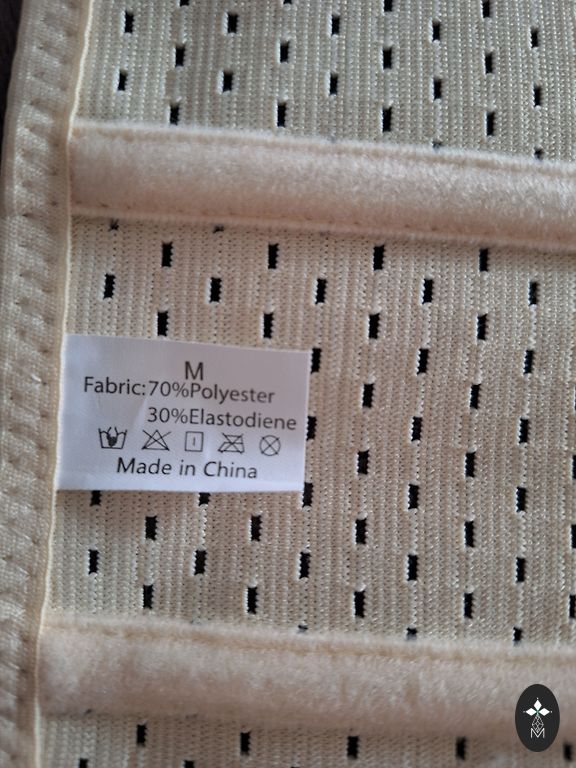 M
Fabric:70%Polyester
30%Elastodiene
Made in China
M